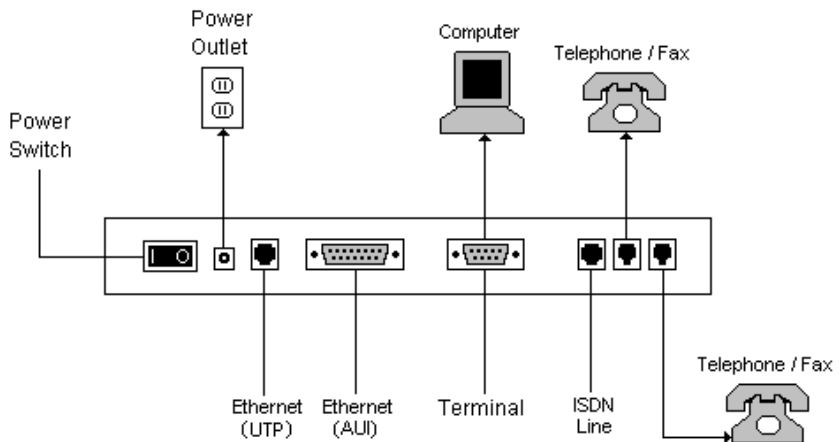 Power
Outlet
Computer
Telephone / Fax
Power
Switch
Telephone / Fax
Ethernet
(UTP)
Ethernet
(AUI)
Terminal
ISDN
Line